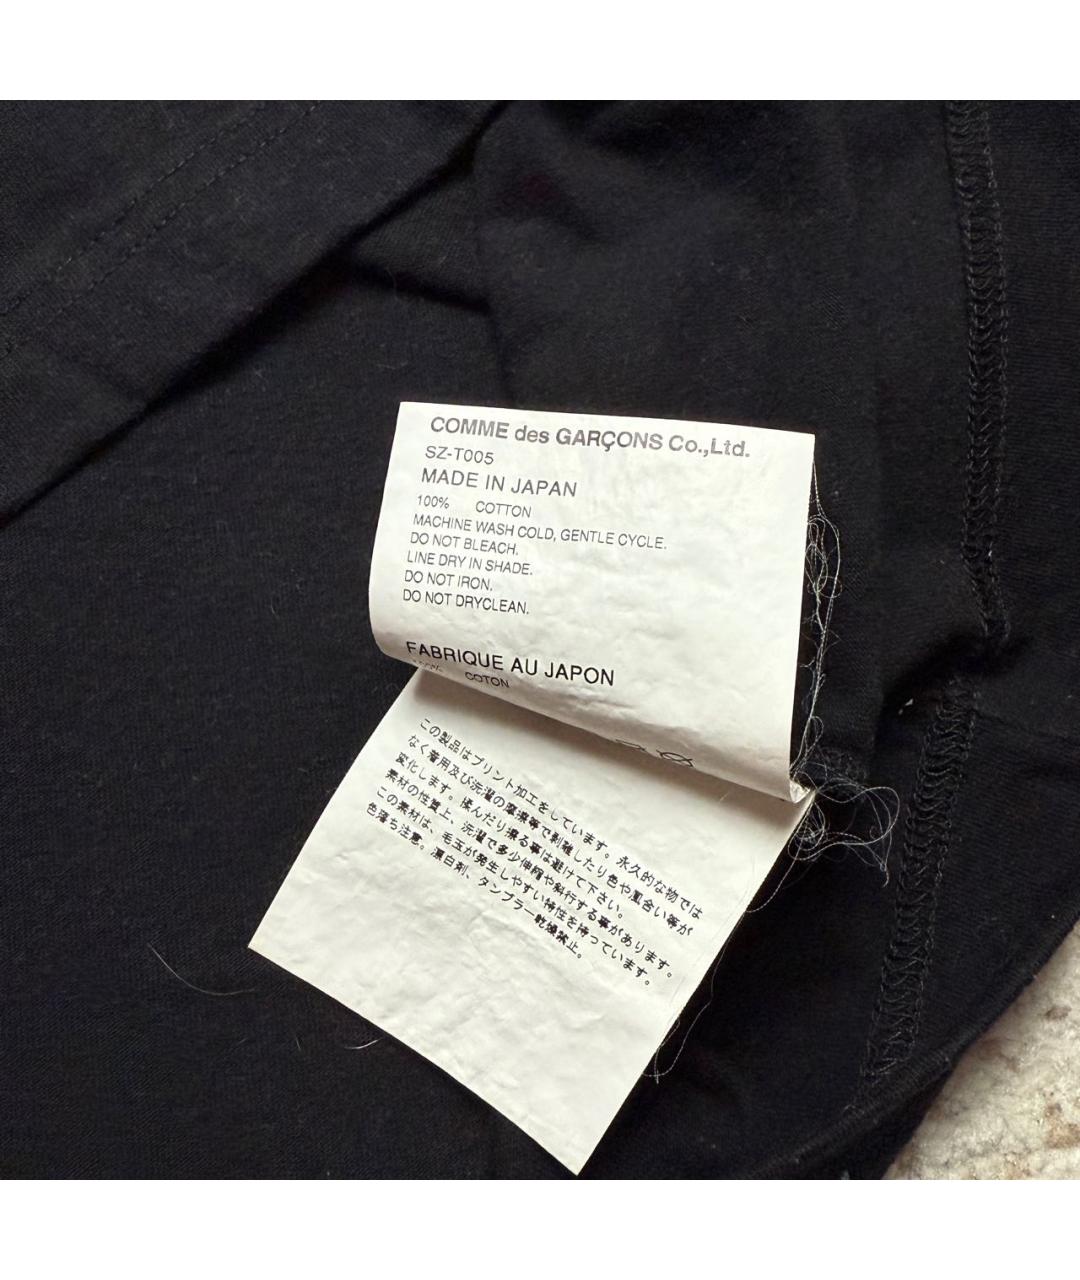 COMME des GARÇONS Co.,Ltd.
SZ-T005
MADE IN JAPAN
100% COTTON
MACHINE WASH COLD, GENTLE CYCLE.
DO NOT BLEACH.
LINE DRY IN SHADE.
DO NOT IRON.
DO NOT DRYCLEAN.
FABRIQUE AU JAPON
100% COTON
この製品はプリント加工をしています。永久的な物では
なく着用及び洗濯の摩擦等で剥離したり色や風合い等が
変化します。揉んだり擦る事は避けて下さい。
素材の性質上、洗濯で多少伸縮や斜行する事があります。
この素材は、毛玉が発生しやすい特性を持っています。
色落ち注意。漂白剤、タンブラー乾燥禁止。